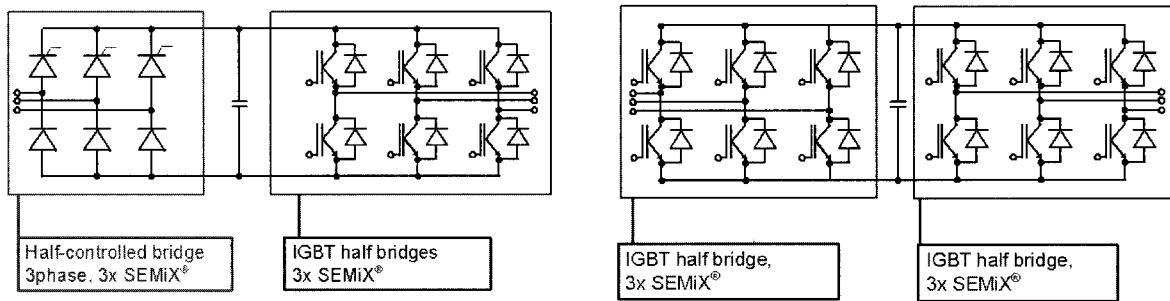 Half-controlled bridge
3phase, 3x SEMiX®
IGBT half bridges
3x SEMiX®
IGBT half bridge,
3x SEMiX®
IGBT half bridge,
3x SEMiX®